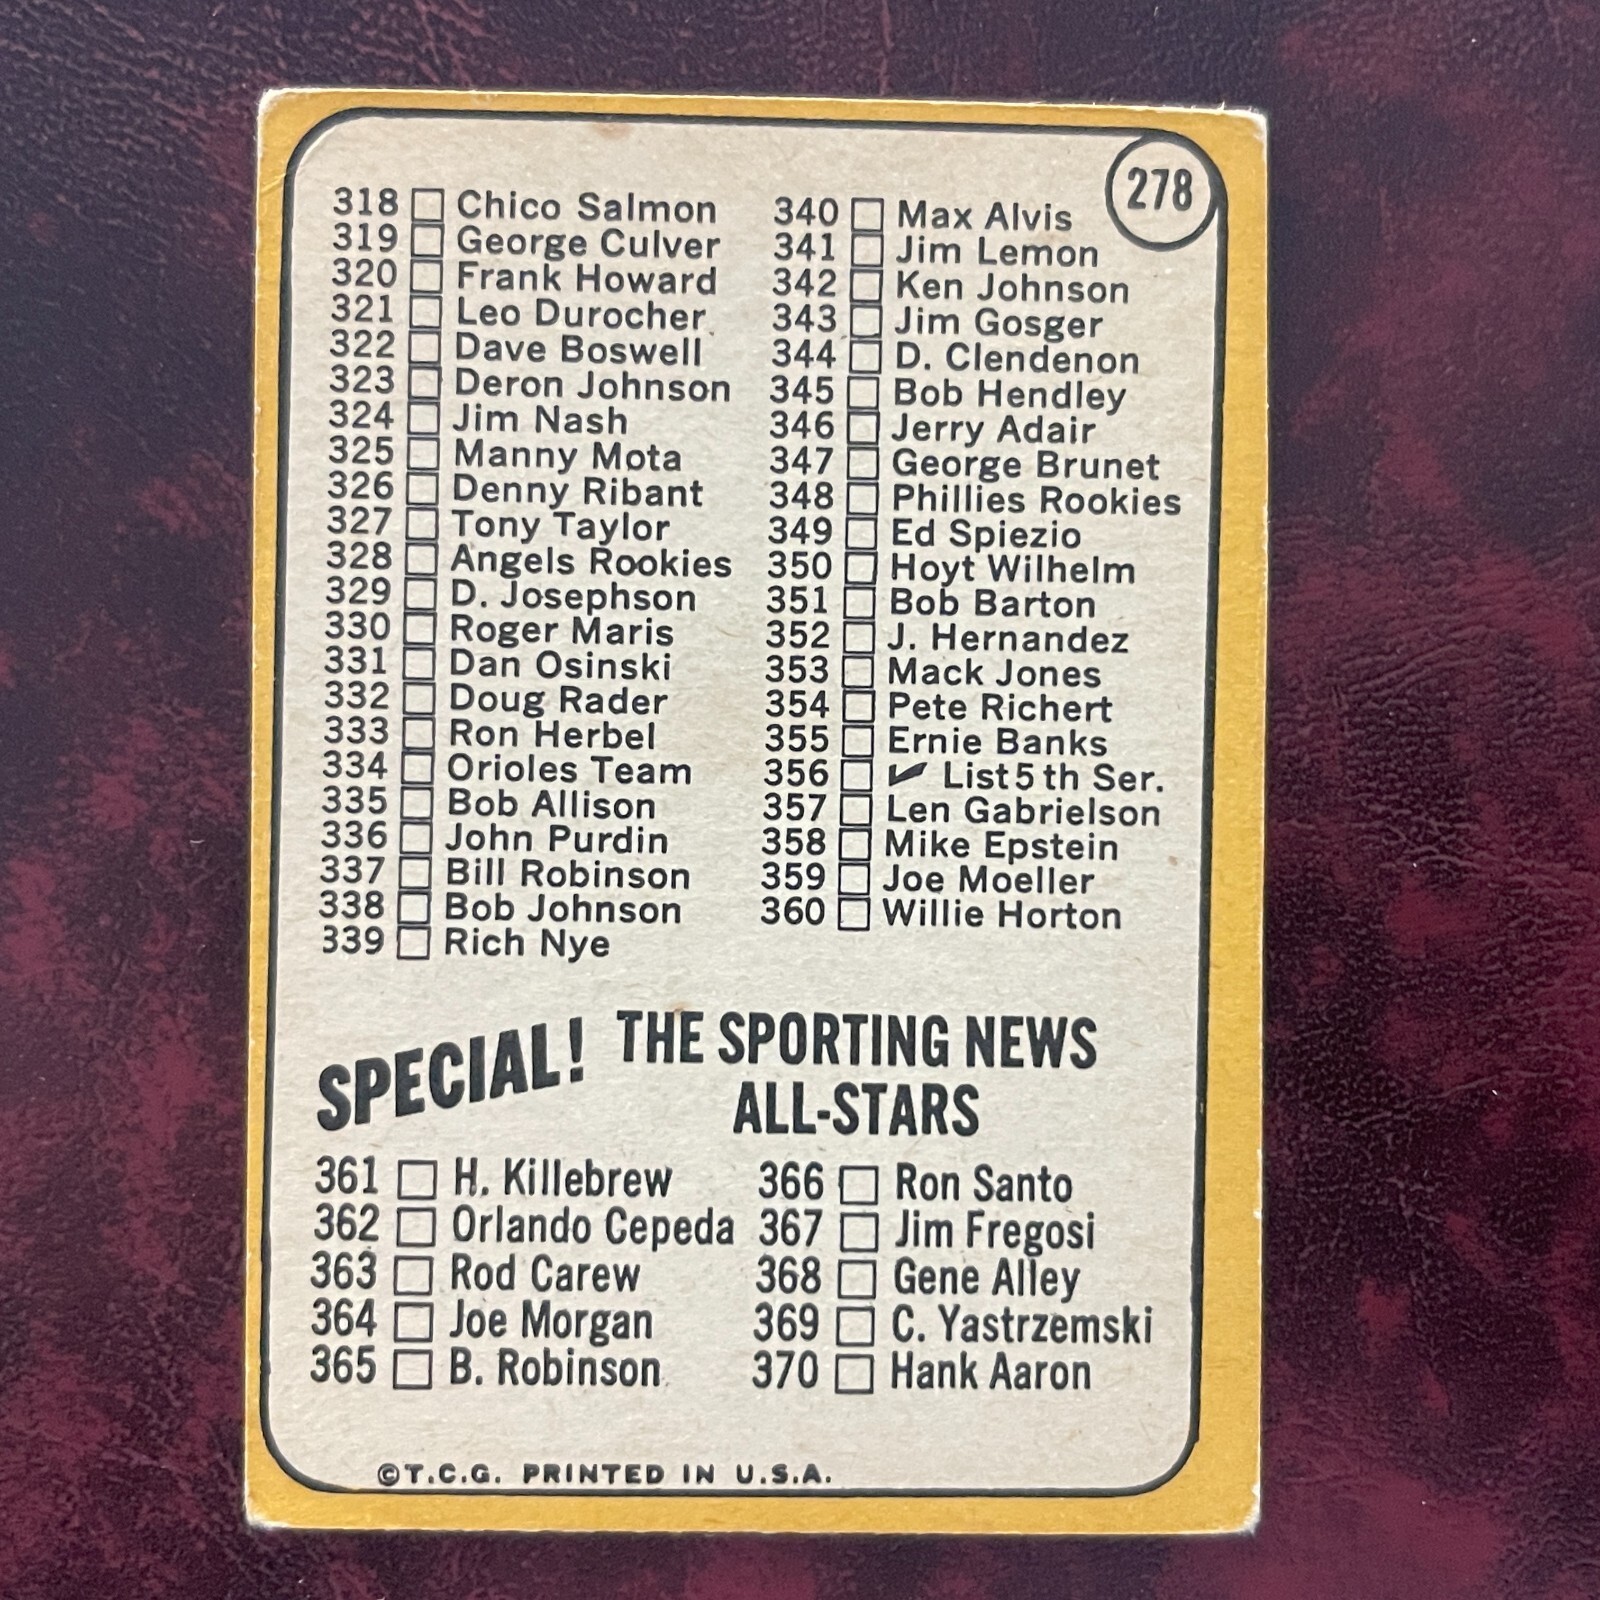 278
318 Chico Salmon
319 George Culver
320 Frank Howard
321 Leo Durocher
322 Dave Boswell
323 Deron Johnson
324 Jim Nash
325 Manny Mota
326 Denny Ribant
327 Tony Taylor
328 Angels Rookies
329 D. Josephson
330 Roger Maris
331 Dan Osinski
332 Doug Rader
333 Ron Herbel
334 Orioles Team
335 Bob Allison
336 John Purdin
337 Bill Robinson
338 Bob Johnson
339 Rich Nye
340 Max Alvis
341 Jim Lemon
342 Ken Johnson
343 Jim Gosger
344 D. Clendenon
345 Bob Hendley
346 Jerry Adair
347 George Brunet
348 Phillies Rookies
349 Ed Spiezio
350 Hoyt Wilhelm
351 Bob Barton
352 J. Hernandez
353 Mack Jones
354 Pete Richert
355 Ernie Banks
356 ✔ List 5 th Ser.
357 Len Gabrielson
358 Mike Epstein
359 Joe Moeller
360 Willie Horton
SPECIAL! THE SPORTING NEWS
ALL-STARS
361 H. Killebrew
362 Orlando Cepeda
363 Rod Carew
364 Joe Morgan
365 B. Robinson
366 Ron Santo
367 Jim Fregosi
368 Gene Alley
369 C. Yastrzemski
370 Hank Aaron
©T.C.G. PRINTED IN U.S.A.